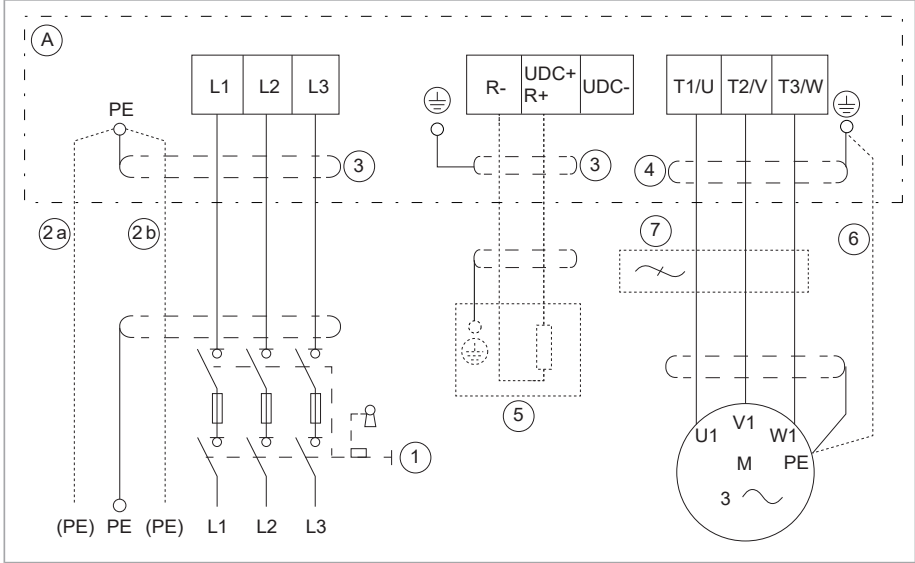 A
L1 L2 L3
R-
UDC+
R+
UDC-
T1/U T2/V T3/W
PE
3
3
4
2a
2b
7
6
5
U1
V1
W1
M
PE
3
1
(PE) PE (PE) L1 L2 L3